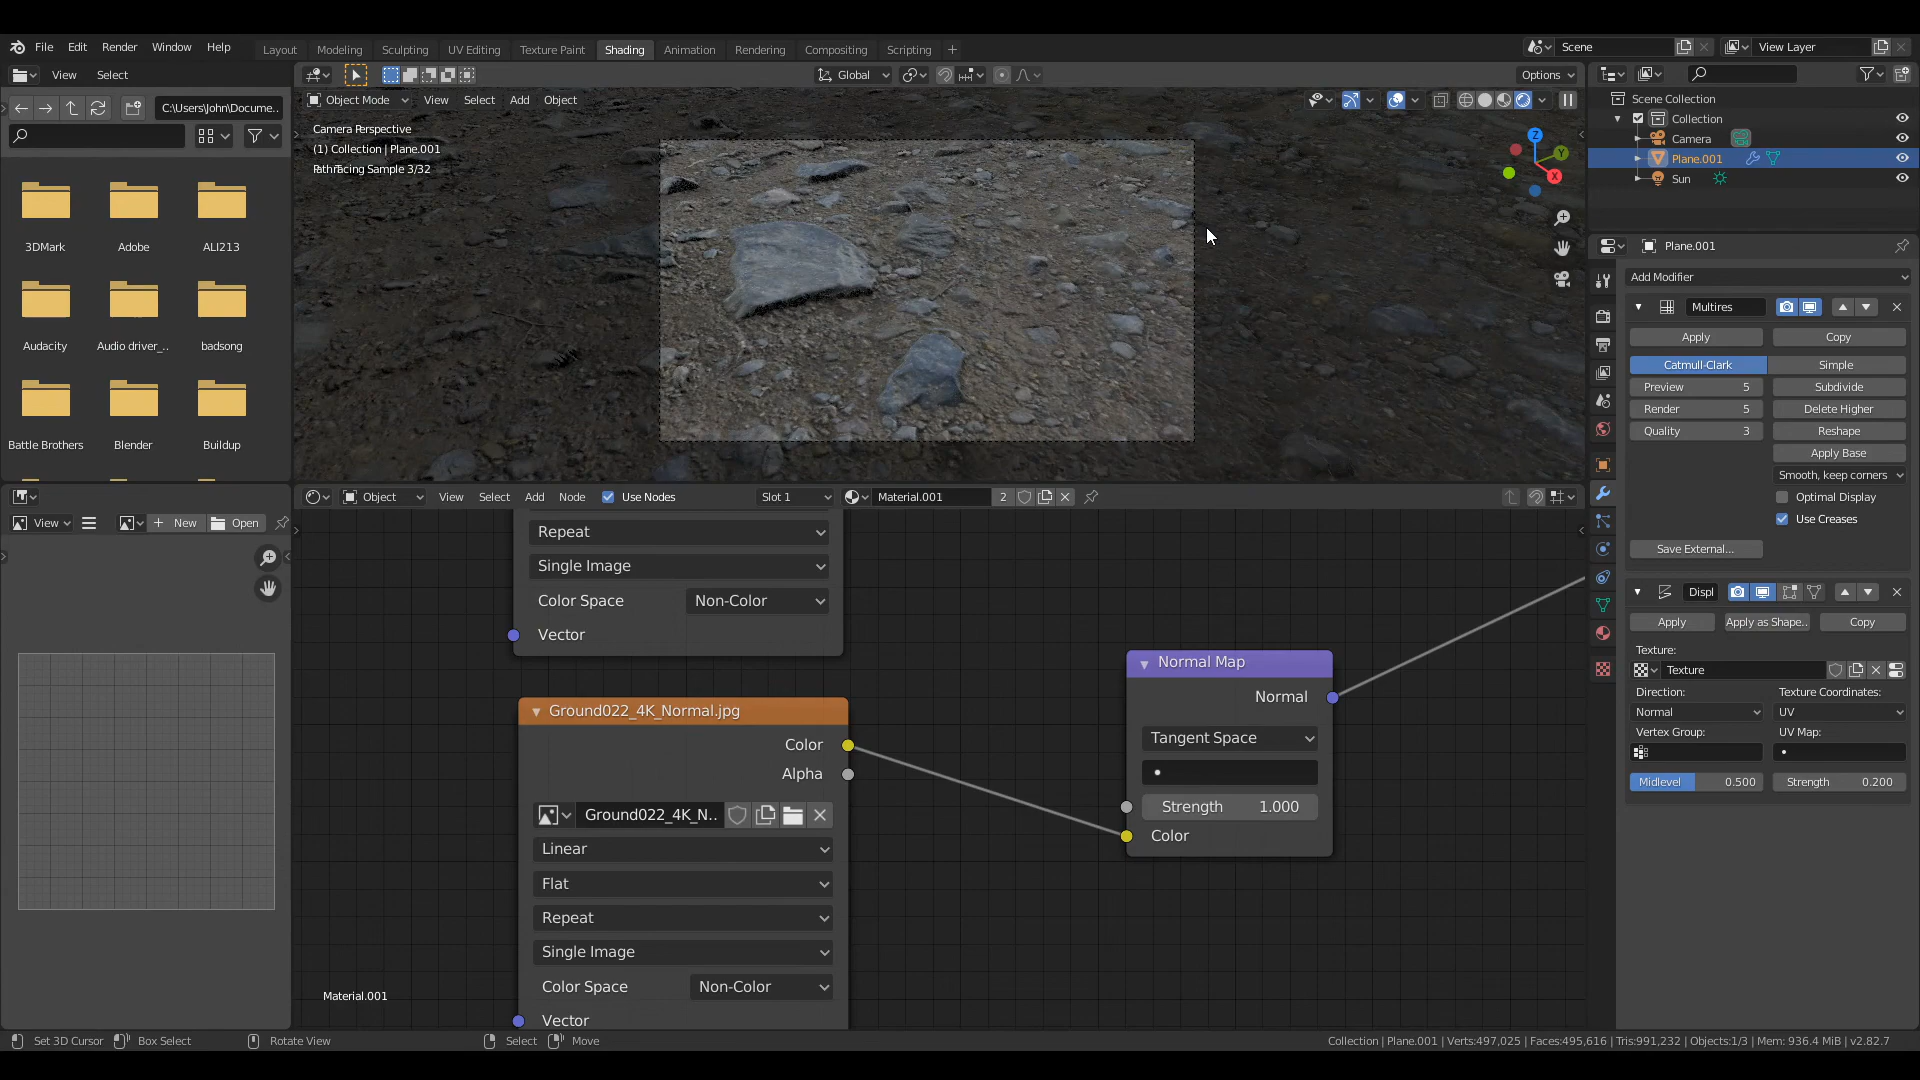 File Edit Render Window Help Layout Modeling Sculpting UV Editing Texture Paint Shading Animation Rendering Compositing Scripting + Scene View Layer
View Select Global Options
C:\Users\John\Docume..
Object Mode View Select Add Object
Camera Perspective
(1) Collection | Plane.001
Sample 3/32
Scene Collection
Collection
Camera
Plane.001
Sun
3DMark Adobe ALI213
Audacity Audio driver_.. badsong
Battle Brothers Blender Buildup
Z
Y
X
Plane.001
Add Modifier
Multires
Apply Copy
Catmull-Clark Simple
Preview 5 Subdivide
Render 5 Delete Higher
Quality 3 Reshape
Apply Base
Smooth, keep corners
Optimal Display
Use Creases
Save External...
Displ
Apply Apply as Shape.. Copy
Texture:
Texture
Direction: Texture Coordinates:
Normal UV
Vertex Group: UV Map:
Midlevel 0.500 Strength 0.200
View New Open
Object View Select Add Node Use Nodes Slot 1 Material.001 2
Repeat
Single Image
Color Space Non-Color
Vector
Ground022_4K_Normal.jpg
Color
Alpha
Ground022_4K_N..
Linear
Flat
Repeat
Single Image
Color Space Non-Color
Vector
Normal Map
Normal
Tangent Space
Strength 1.000
Color
Material.001
Set 3D Cursor Box Select Rotate View Select Move
Collection | Plane.001 | Verts:497,025 | Faces:495,616 | Tris:991,232 | Objects:1/3 | Mem: 936.4 MiB | v2.82.7